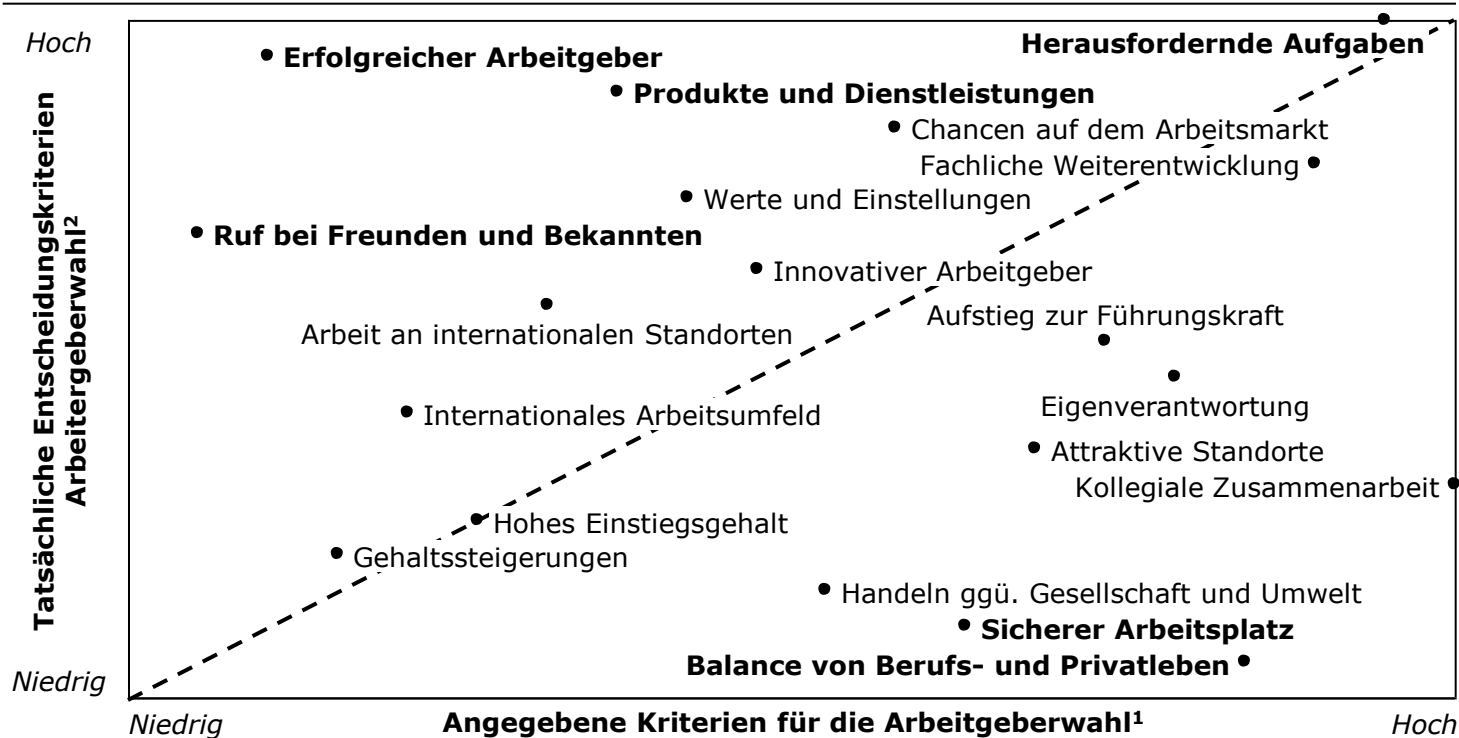 Hoch
Herausfordernde Aufgaben
Erfolgreicher Arbeitgeber
Produkte und Dienstleistungen
Chancen auf dem Arbeitsmarkt
Fachliche Weiterentwicklung
Werte und Einstellungen
Ruf bei Freunden und Bekannten
Innovativer Arbeitgeber
Arbeit an internationalen Standorten
Aufstieg zur Führungskraft
Internationales Arbeitsumfeld
Eigenverantwortung
Attraktive Standorte
Kollegiale Zusammenarbeit
Hohes Einstiegsgehalt
Gehaltssteigerungen
Handeln ggü. Gesellschaft und Umwelt
Sicherer Arbeitsplatz
Balance von Berufs- und Privatleben
Tatsächliche Entscheidungskriterien
Arbeitergeberwahl²
Niedrig
Niedrig
Angegebene Kriterien für die Arbeitgeberwahl¹
Hoch